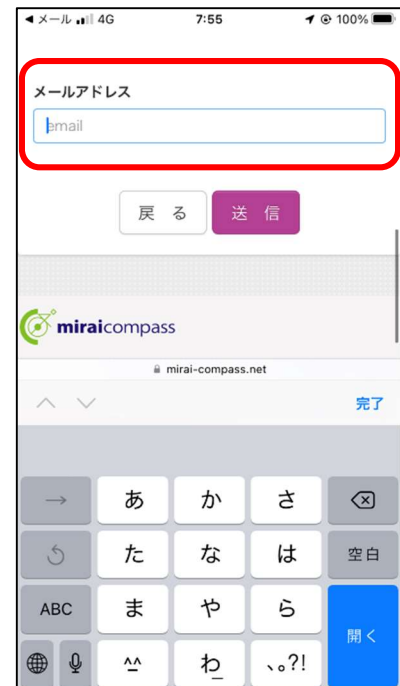 ◀メール 4G 7:55 100%
メールアドレス
email
戻る 送信
miraicompass
mirai-compass.net
完了
→ あ か さ
た な は 空白
ABC ま や ら
^^ わ_ 、。?! 開く